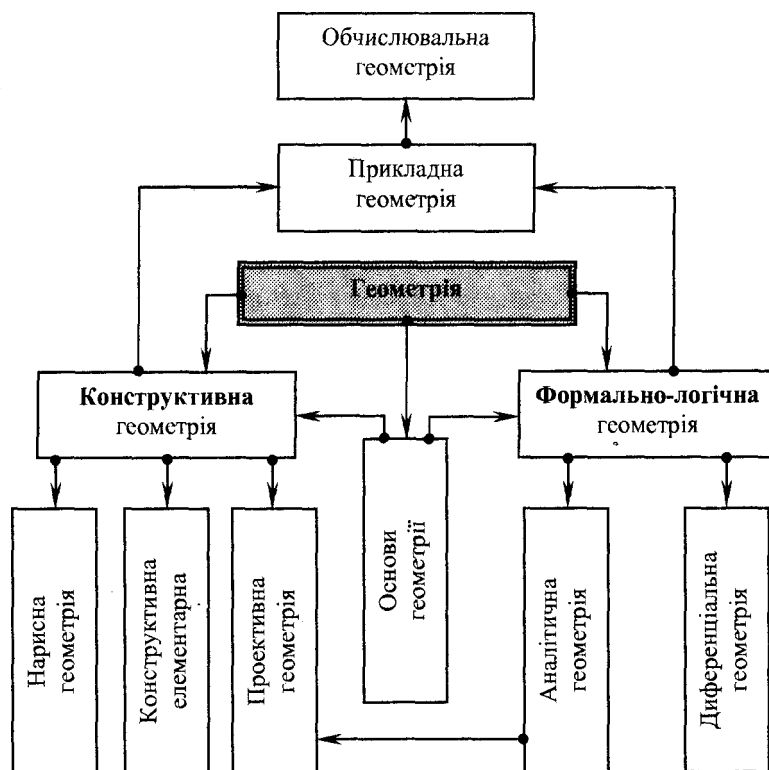 Обчислювальна
геометрія
Прикладна
геометрія
Геометрія
Конструктивна
геометрія
Формально-логічна
геометрія
Нарисна
геометрія
Конструктивна
елементарна
Проективна
геометрія
Основи
геометрії
Аналітична
геометрія
Диференціальна
геометрія